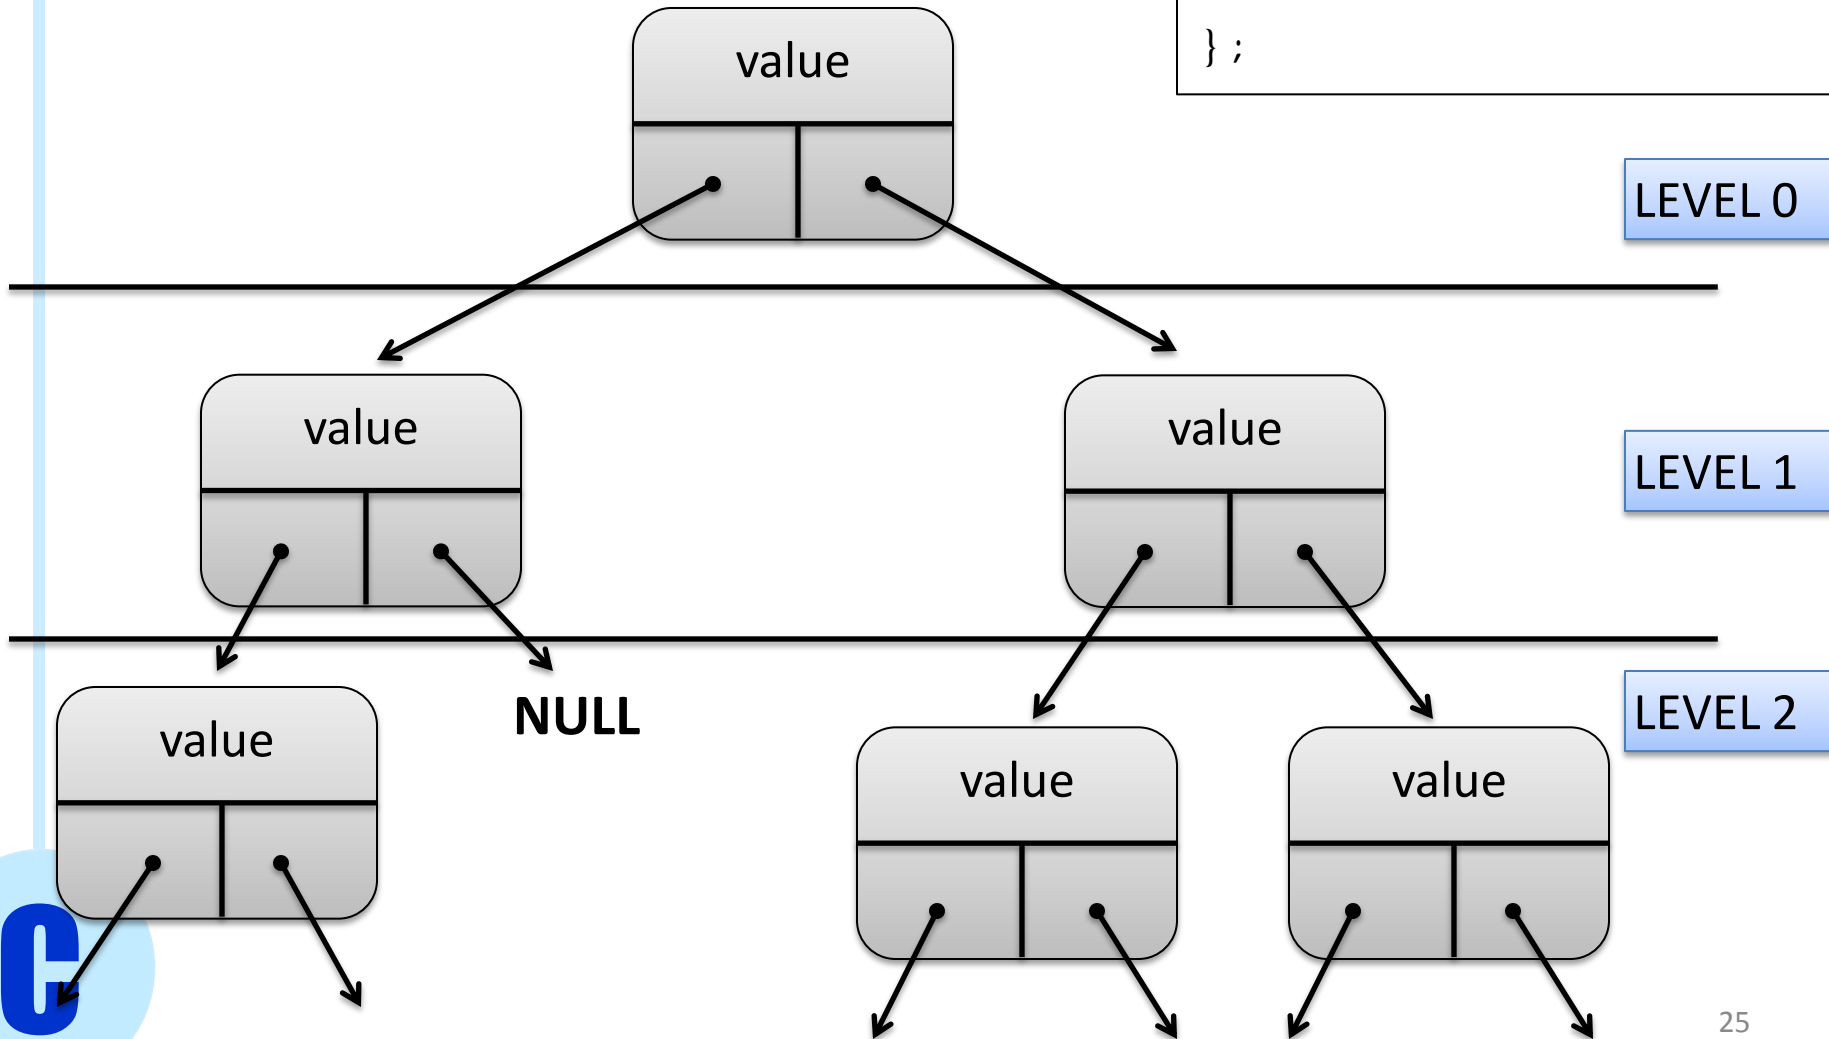 value
} ;
LEVEL 0
value
value
LEVEL 1
value
NULL
value
value
LEVEL 2
C
25